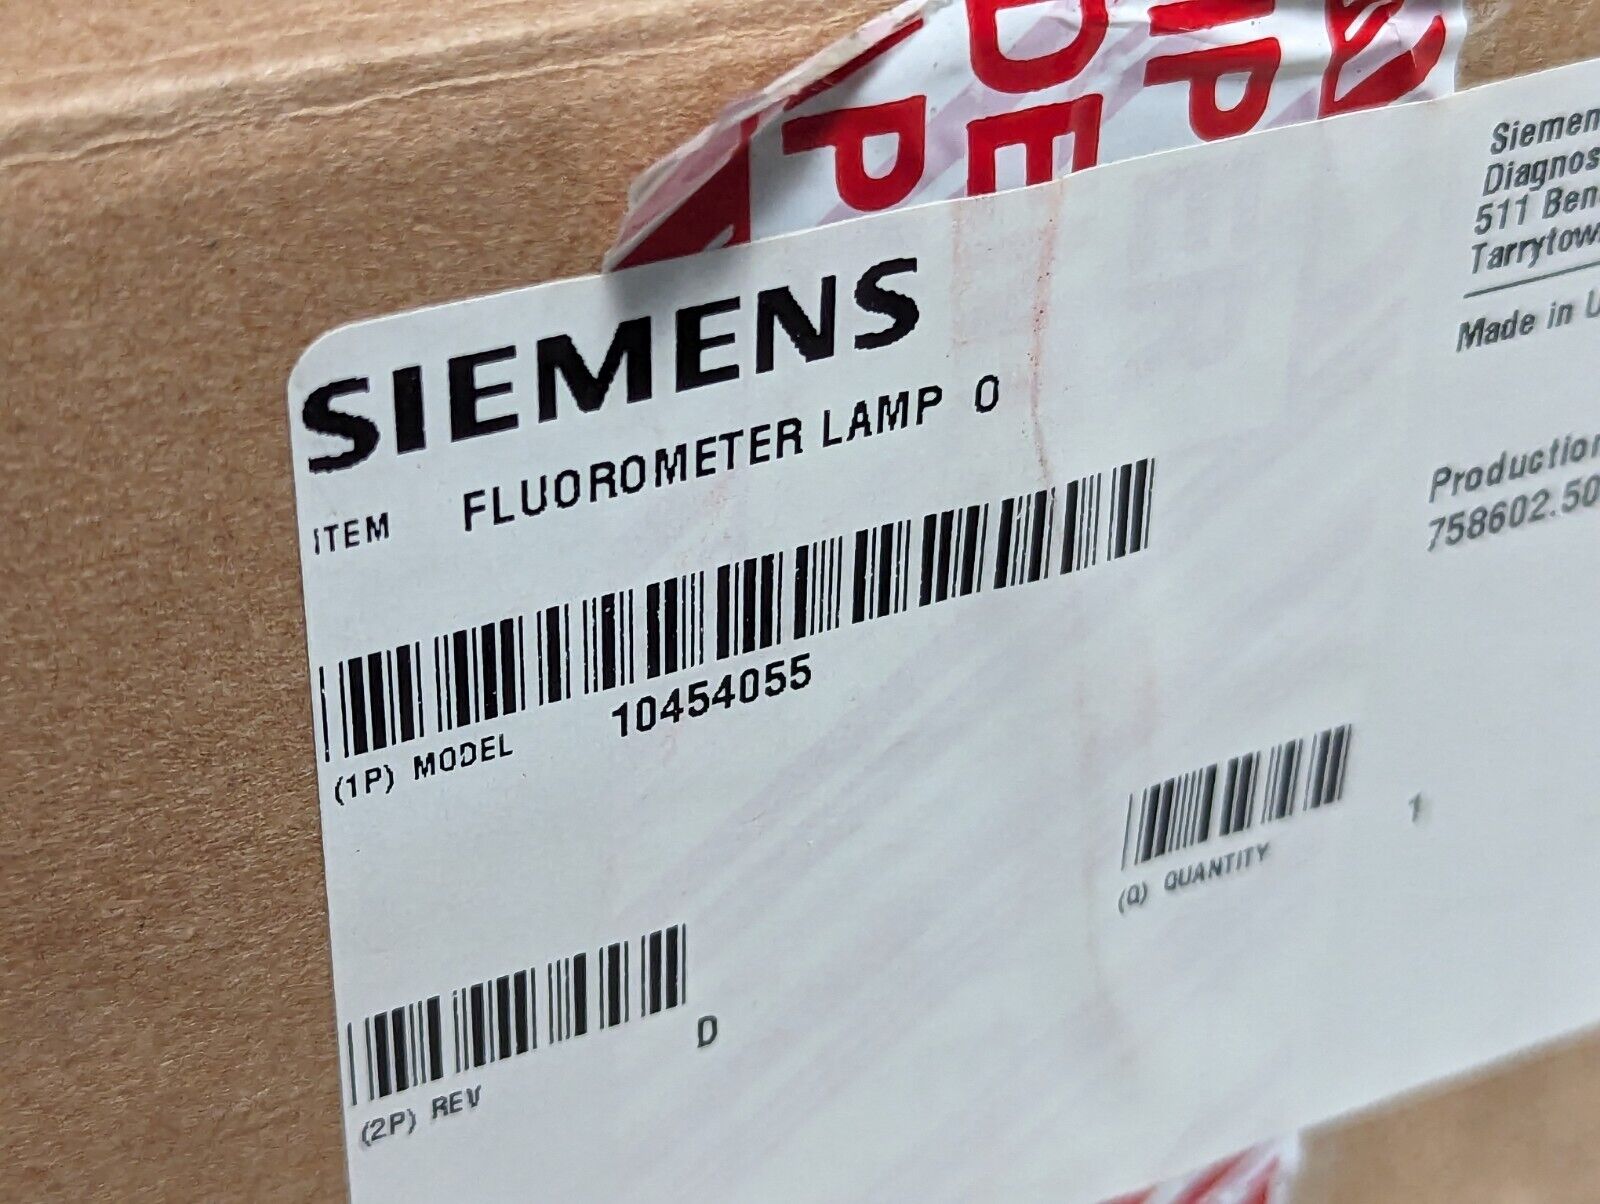 SIEMENS
ITEM FLUOROMETER LAMP O
10454055
(1P) MODEL
(Q) QUANTITY 1
D
(2P) REV
Siemen
Diagnos
511 Ben
Tarrytow
Made in U
Production
758602.50